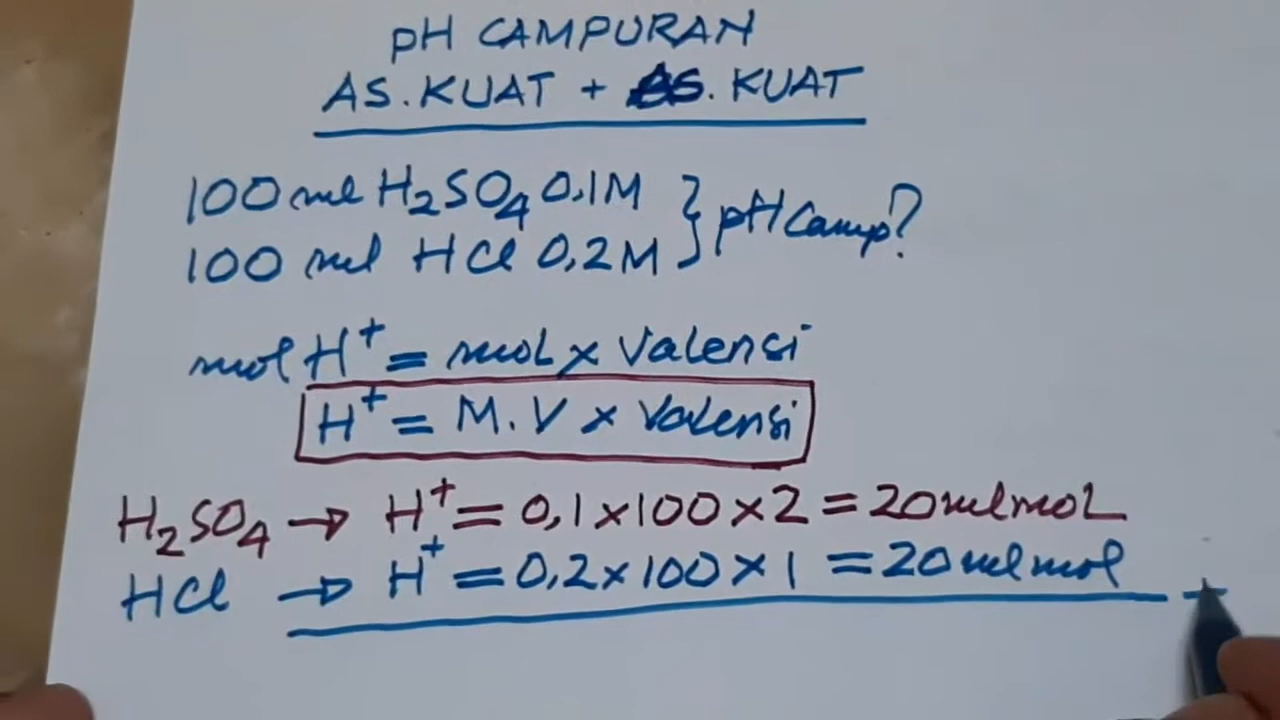 pH CAMPURAN
AS. KUAT + AS. KUAT
100 ml H₂SO₄ 0,1M
100 ml HCl 0,2M } pH Camp?
mol H⁺ = mol x Valensi
H⁺ = M.V x Valensi
H₂SO₄ → H⁺ = 0,1 x 100 x 2 = 20 mlmol
HCl → H⁺ = 0,2 x 100 x 1 = 20 mlmol +